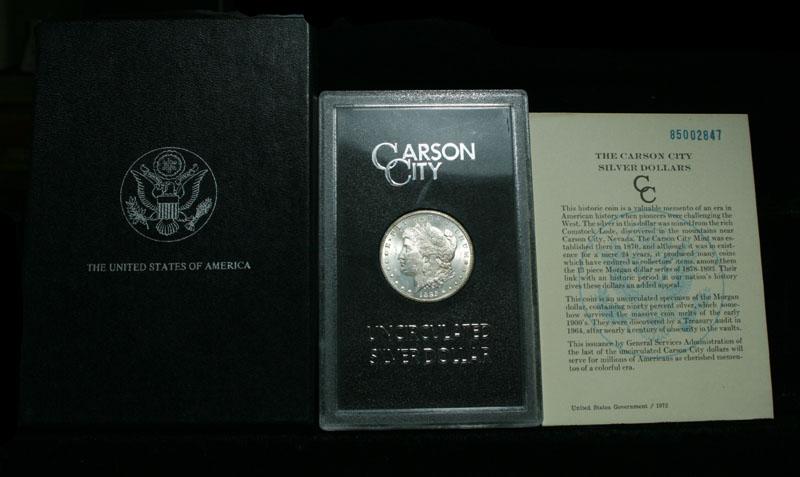 THE UNITED STATES OF AMERICA
CARSON
CITY
UNCIRCULATED
SILVER DOLLAR
85002847
THE CARSON CITY
SILVER DOLLARS
CC
This historic coin is a valuable memento of an era in
American history when pioneers were challenging the
West. The silver in this dollar was mined from the rich
Comstock Lode, discovered in the mountains near
Carson City, Nevada. The Carson City Mint was es-
tablished there in 1870, and although it was in exist-
ence for a mere 24 years, it produced many coins
which have endured as collectors' items, among them
the 13 piece Morgan dollar series of 1878-1893. Their
link with an historic period in our nation's history
gives these dollars an added appeal.
This coin is an uncirculated specimen of the Morgan
dollar, containing ninety percent silver, which some-
how survived the massive coin melts of the early
1900's. They were discovered by a Treasury audit in
1964, after nearly a century of obscurity in the vaults.
This issuance by General Services Administration of
the last of the uncirculated Carson City dollars will
serve for millions of Americans as cherished memen-
tos of a colorful era.
United States Government / 1972